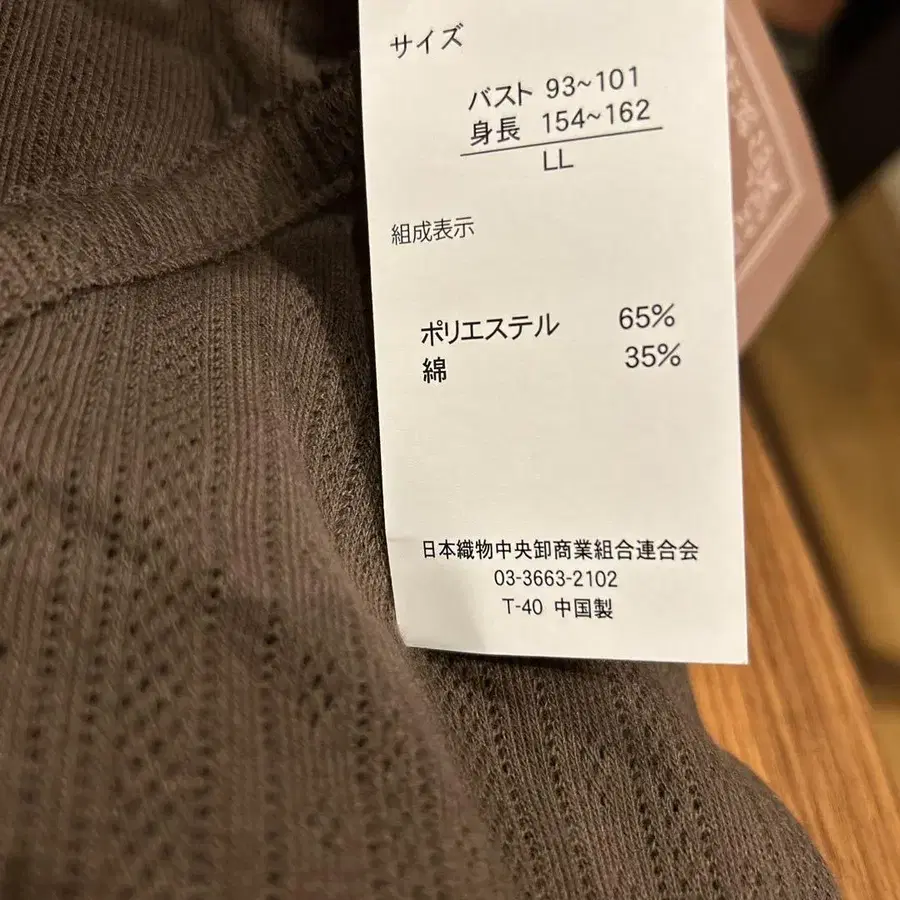 サイズ
バスト 93~101
身長 154~162
LL
組成表示
ポリエステル 65%
綿 35%
日本織物中央卸商業組合連合会
03-3663-2102
T-40 中国製